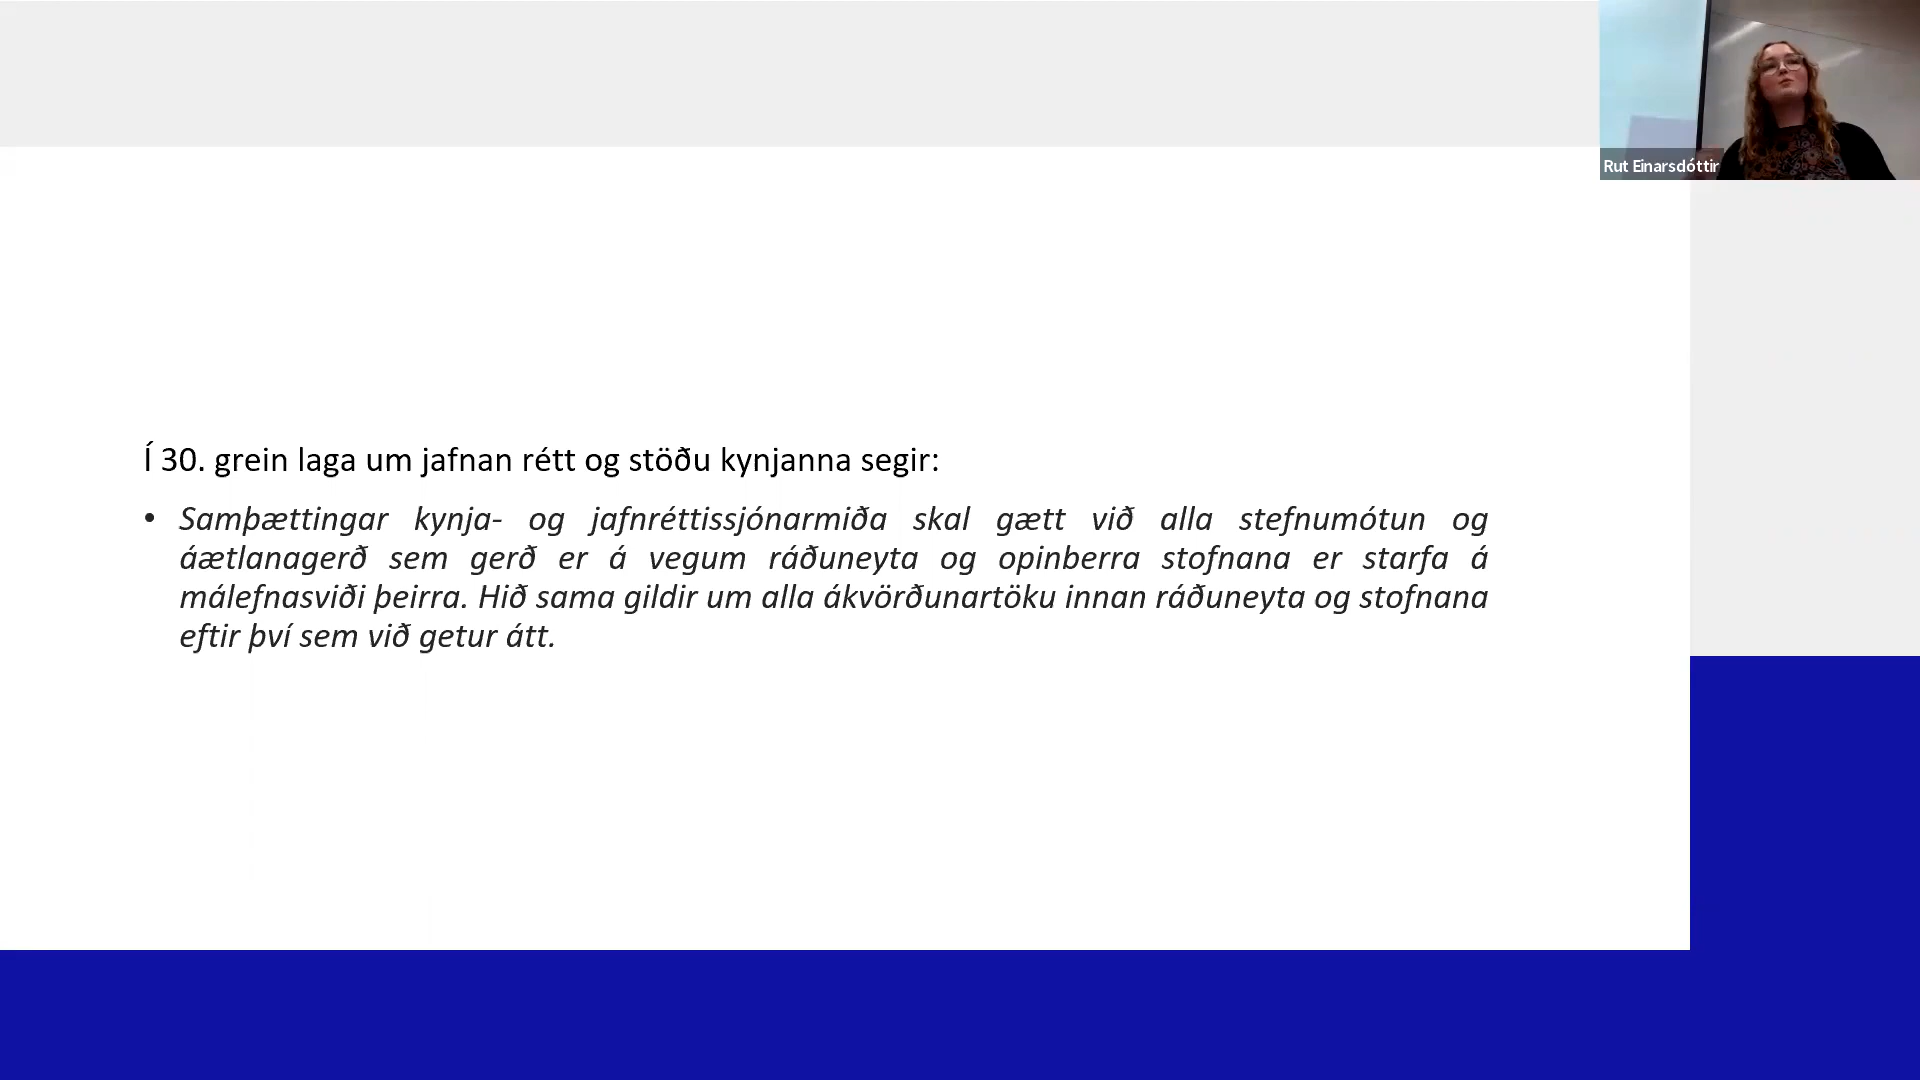 Rut Einarsdóttir
Í 30. grein laga um jafnan rétt og stöðu kynjanna segir:
• Samþættingar kynja- og jafnréttissjónarmiða skal gætt við alla stefnumótun og
áætlanagerð sem gerð er á vegum ráðuneyta og opinberra stofnana er starfa á
málefnasviði þeirra. Hið sama gildir um alla ákvörðunartöku innan ráðuneyta og stofnana
eftir því sem við getur átt.